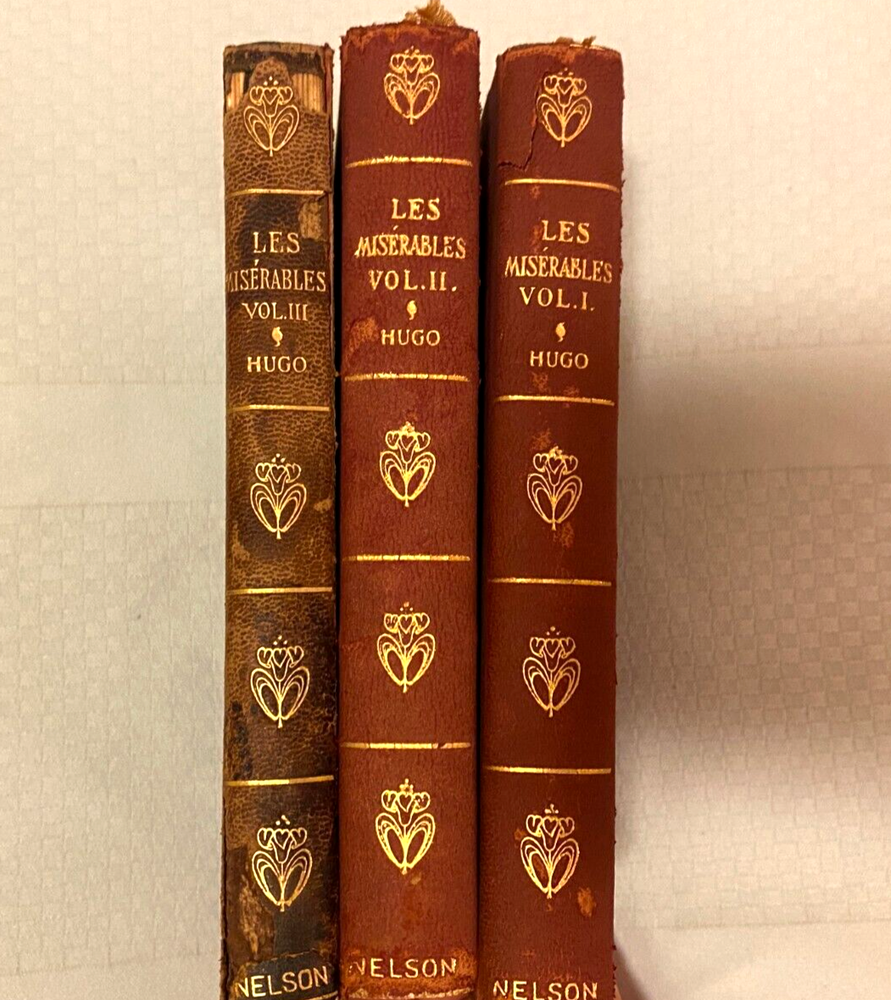 LES
MISÉRABLES
VOL.III
HUGO
NELSON
LES
MISÉRABLES
VOL.II.
HUGO
NELSON
LES
MISÉRABLES
VOL.I.
HUGO
NELSON